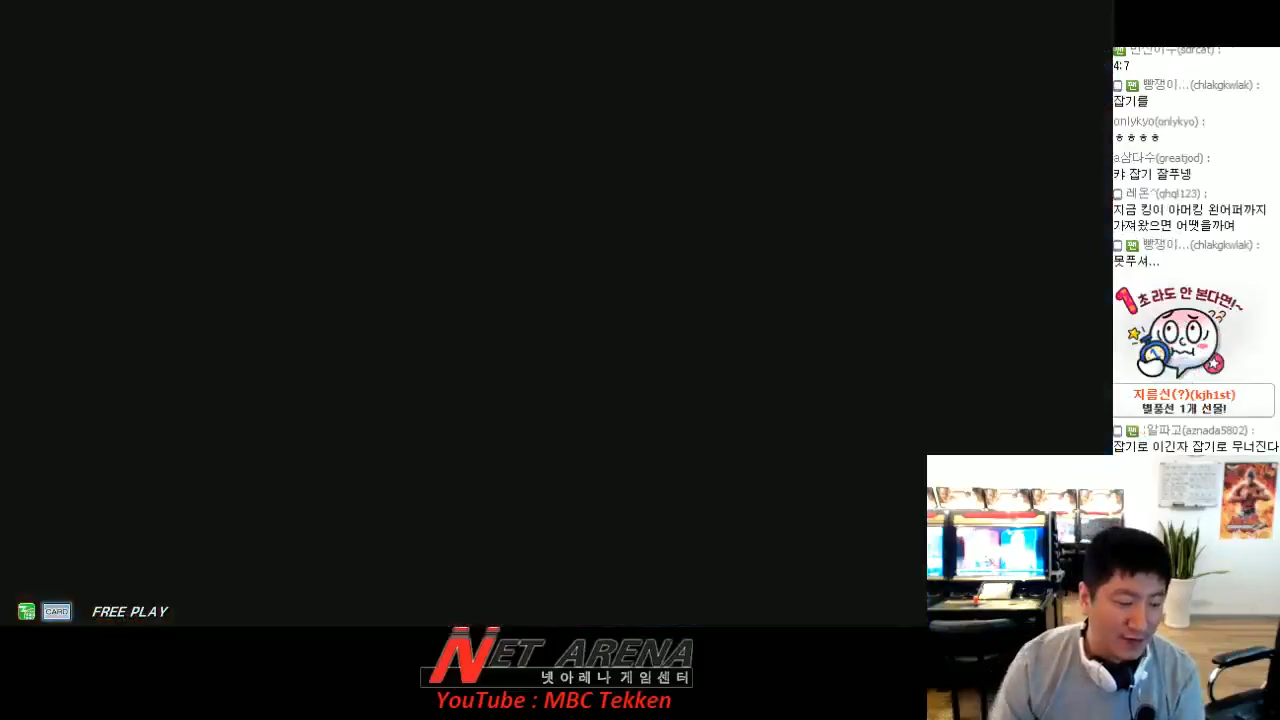 4:7
빵쟁이...(chlakgkwlak) :
잡기를
onlykyo(onlykyo) :
ㅎㅎㅎㅎ
a삼다수(greatjod) :
캬 잡기 잘푸넹
레몬^(ghql123) :
지금 킹이 아머킹 왼어퍼까지
가져왔으면 어땟을까여
빵쟁이...(chlakgkwlak) :
못푸셔...
1초라도 안 본다면!~
지름신(?)(kjh1st)
별풍선 1개 선물!
알파고(aznada5802) :
잡기로 이긴자 잡기로 무너진다
CARD
FREE PLAY
NET ARENA
넷아레나 게임센터
YouTube : MBC Tekken